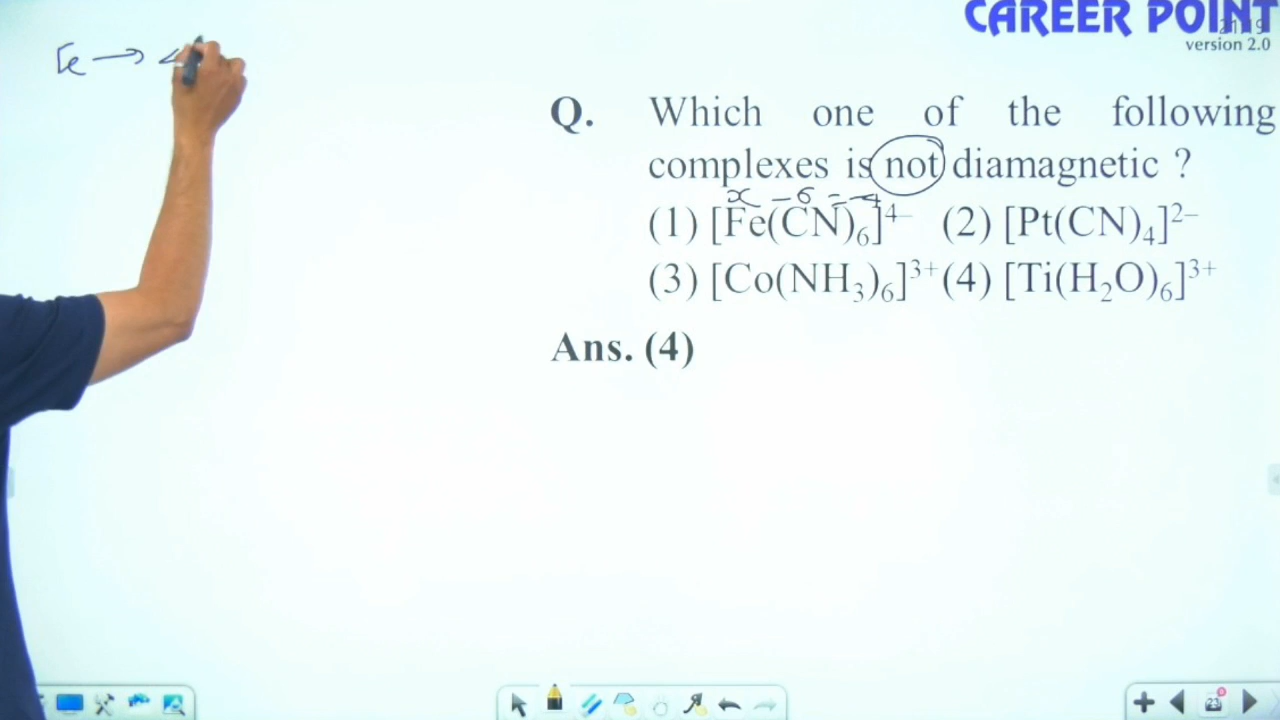 CAREER POINT
version 2.0
Fe →
Q. Which one of the following
complexes is not diamagnetic ?
x - 6 = -4
(1) [Fe(CN)₆]⁴⁻ (2) [Pt(CN)₄]²⁻
(3) [Co(NH₃)₆]³⁺ (4) [Ti(H₂O)₆]³⁺
Ans. (4)
23